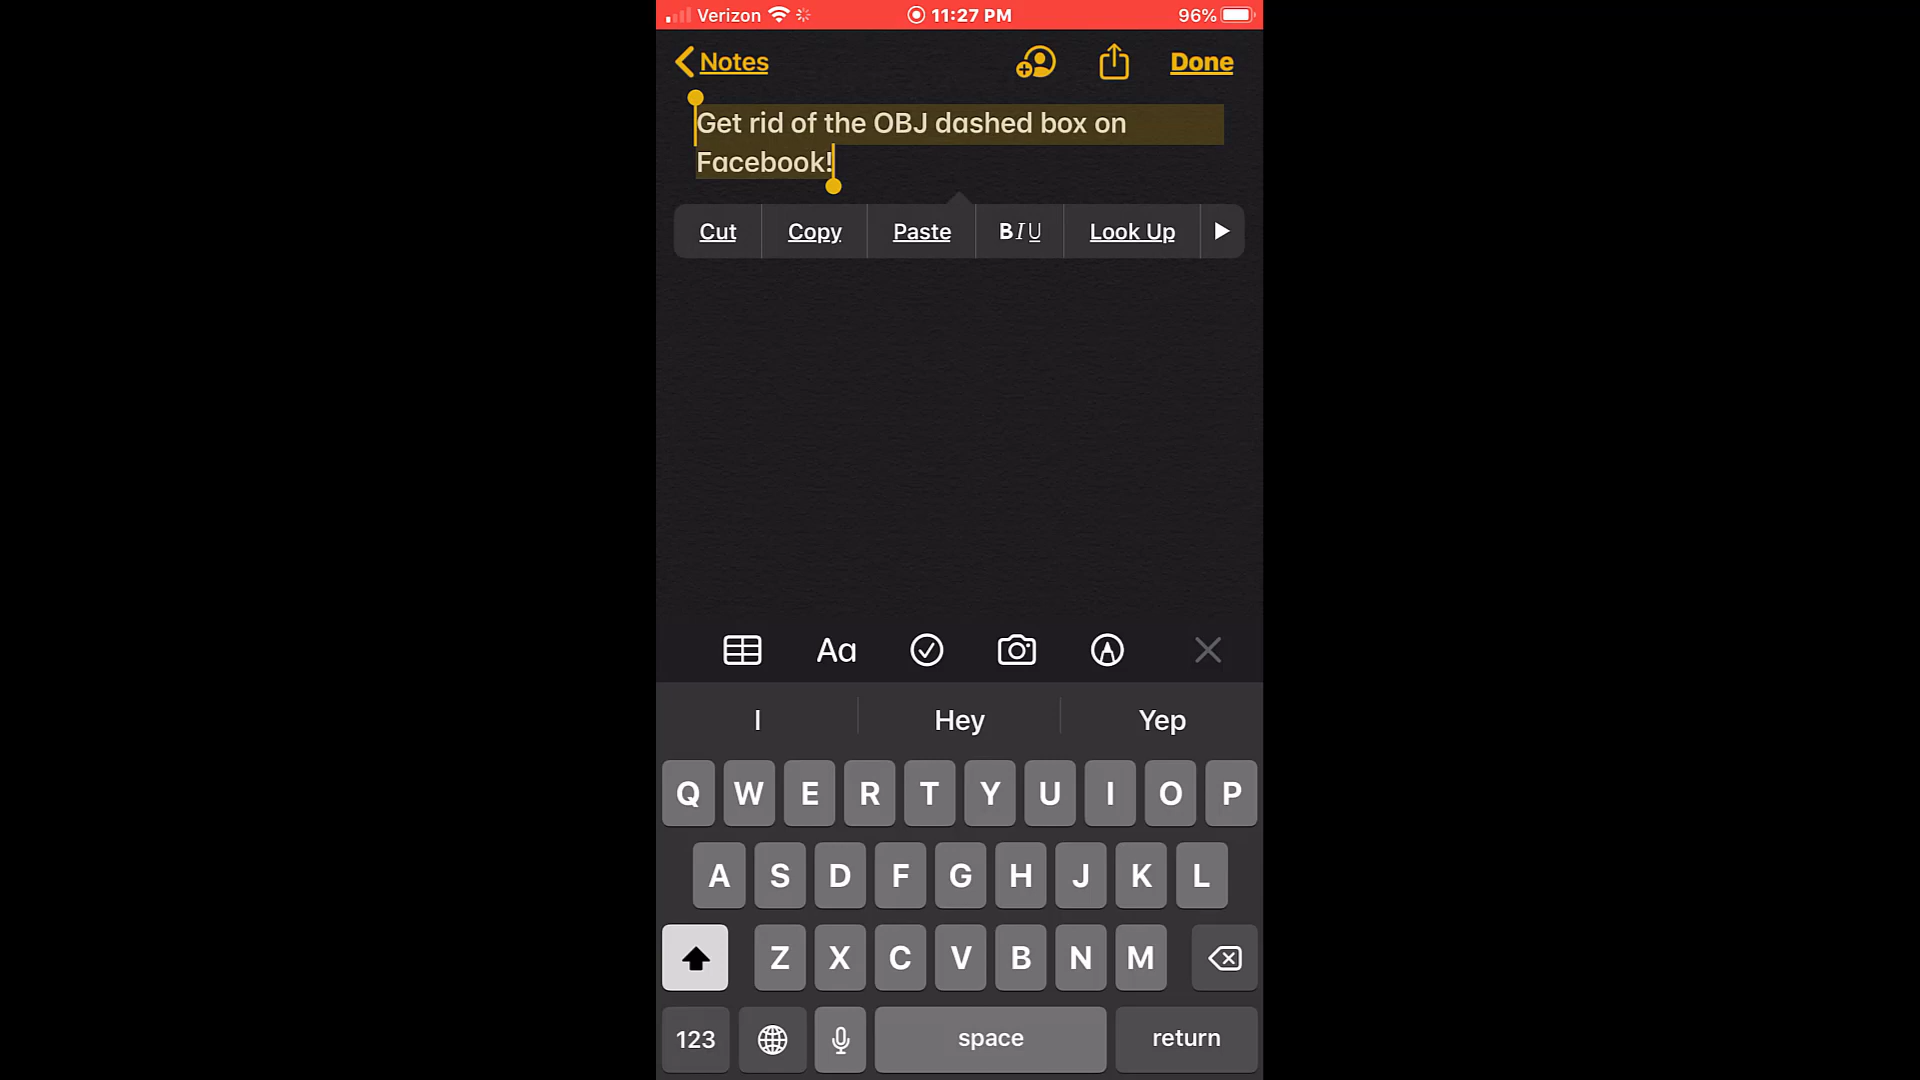 Verizon 11:27 PM 96%
Notes Done
Get rid of the OBJ dashed box on
Facebook!
Cut Copy Paste BIU Look Up
Aa
I Hey Yep
Q W E R T Y U I O P
A S D F G H J K L
Z X C V B N M
123 space return